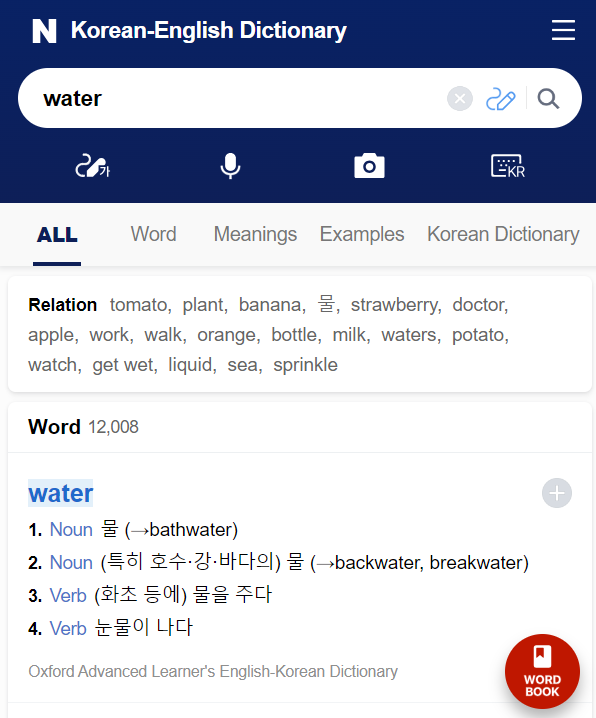 N Korean-English Dictionary
water
가
KR
ALL Word Meanings Examples Korean Dictionary
Relation tomato, plant, banana, 물, strawberry, doctor,
apple, work, walk, orange, bottle, milk, waters, potato,
watch, get wet, liquid, sea, sprinkle
Word 12,008
water
1. Noun 물 (→bathwater)
2. Noun (특히 호수·강·바다의) 물 (→backwater, breakwater)
3. Verb (화초 등에) 물을 주다
4. Verb 눈물이 나다
Oxford Advanced Learner's English-Korean Dictionary
WORD
BOOK